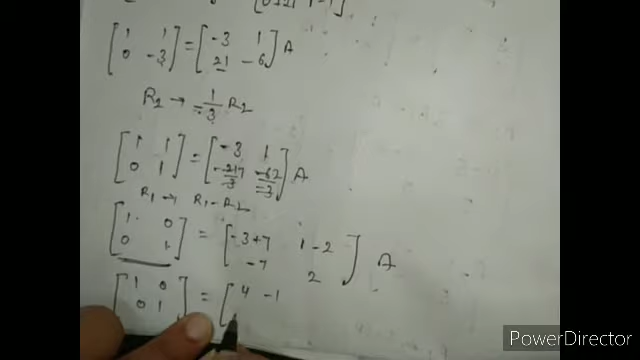 [1 1 0 -3] = [-3 1 21 -6] A
R2 → -1/3 R2
[1 1 0 1] = [-3 1 -217/3 -62/-3] A
R1 → R1 - R2
[1 0 0 1] = [-3+7 1-2 -7 2] A
[1 0 0 1] = [4 -1
PowerDirector